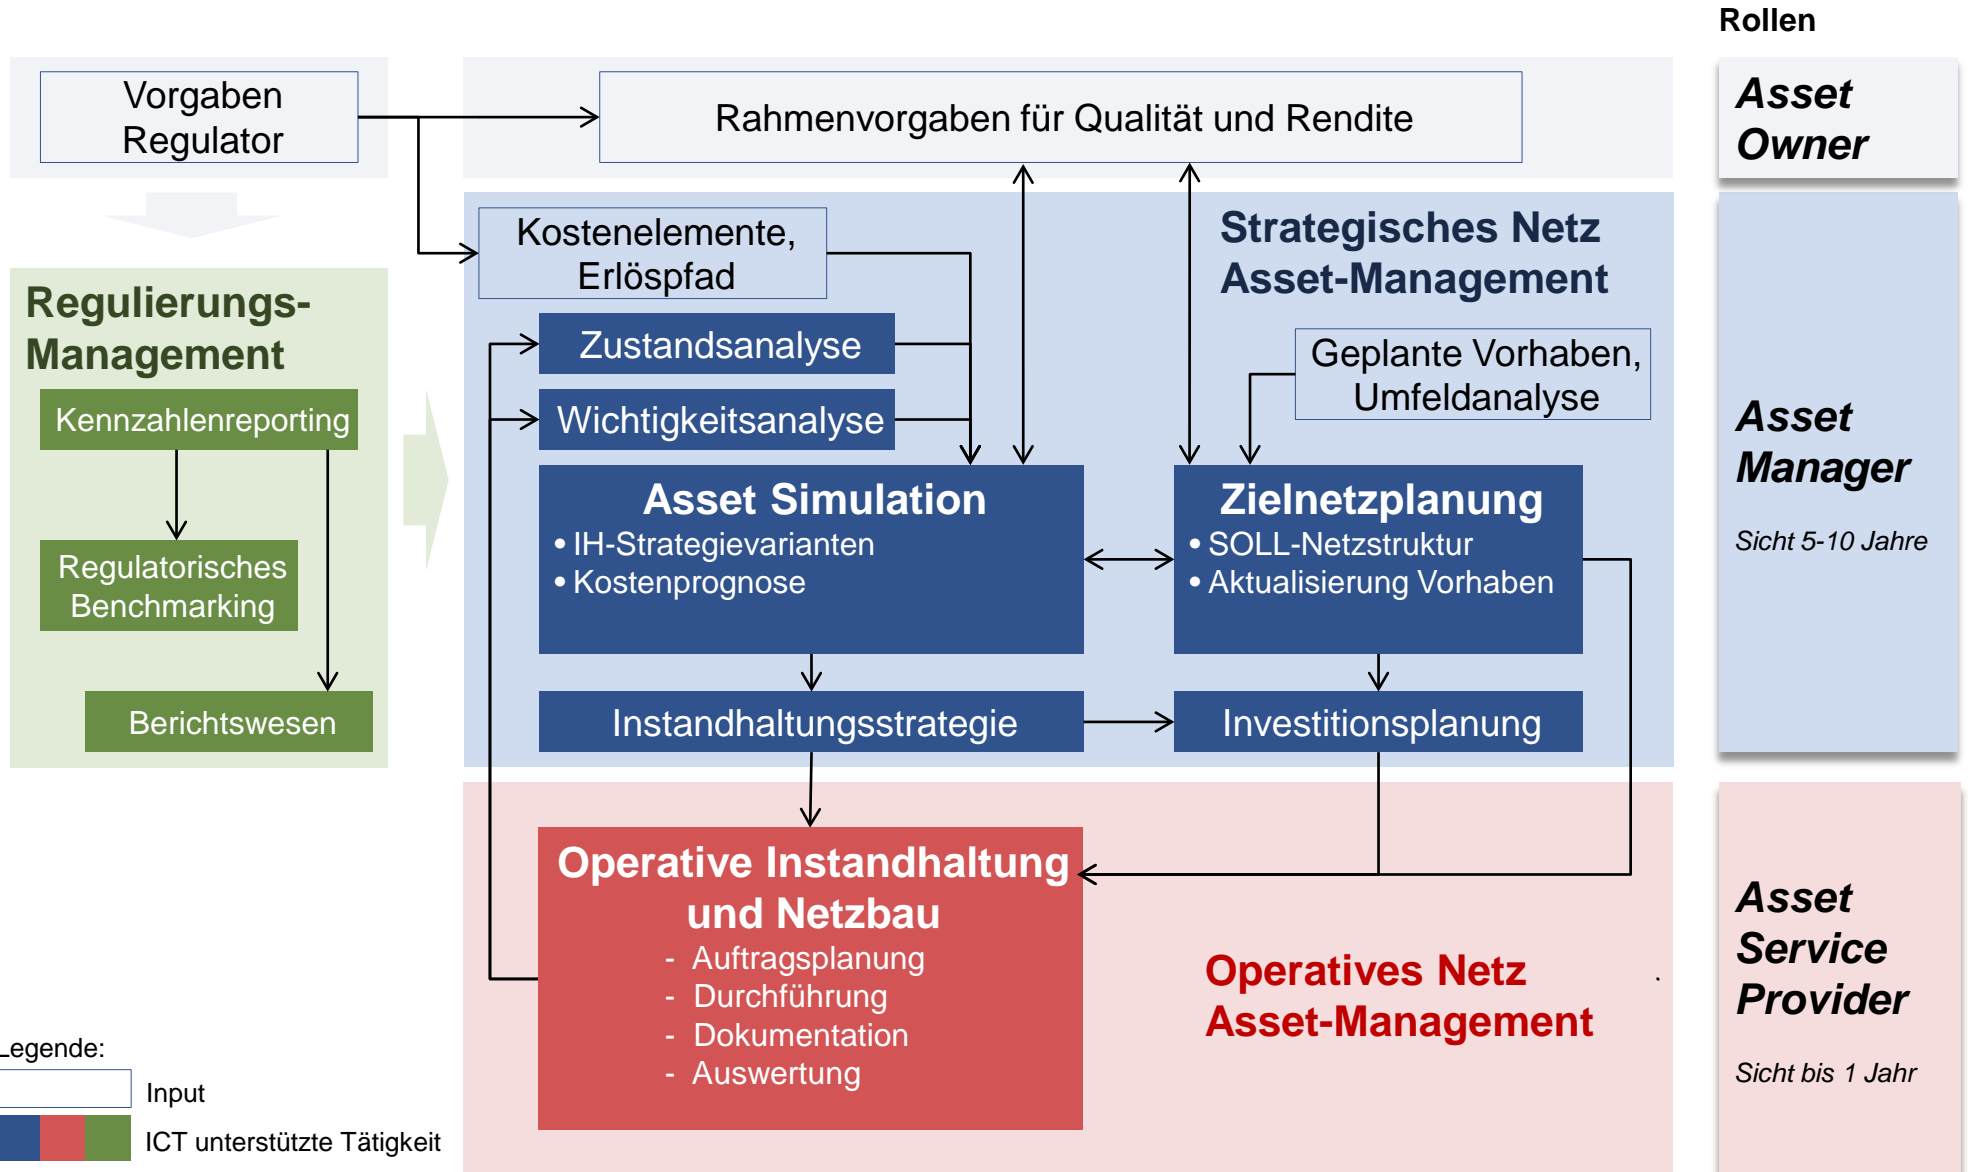 Rollen
Vorgaben
Regulator
Rahmenvorgaben für Qualität und Rendite
Asset
Owner
Kostenelemente,
Erlöspfad
Strategisches Netz
Asset-Management
Regulierungs-
Management
Kennzahlenreporting
Regulatorisches
Benchmarking
Berichtswesen
Zustandsanalyse
Wichtigkeitsanalyse
Geplante Vorhaben,
Umfeldanalyse
Asset Simulation
• IH-Strategievarianten
• Kostenprognose
Zielnetzplanung
• SOLL-Netzstruktur
• Aktualisierung Vorhaben
Instandhaltungsstrategie
Investitionsplanung
Asset
Manager
Sicht 5-10 Jahre
Operative Instandhaltung
und Netzbau
- Auftragsplanung
- Durchführung
- Dokumentation
- Auswertung
Operatives Netz
Asset-Management
Asset
Service
Provider
Sicht bis 1 Jahr
Legende:
Input
ICT unterstützte Tätigkeit